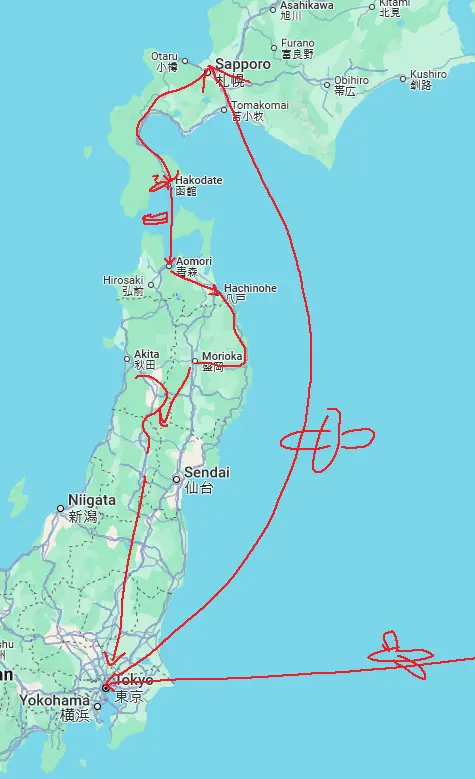 Asahikawa
旭川
Kitami
北見
Otaru
小樽
Sapporo
札幌
Furano
富良野
Obihiro
帯広
Kushiro
釧路
Tomakomai
苫小牧
Hakodate
函館
Aomori
青森
Hirosaki
弘前
Hachinohe
八戸
Akita
秋田
Morioka
盛岡
Sendai
仙台
Niigata
新潟
Tokyo
東京
Yokohama
横浜